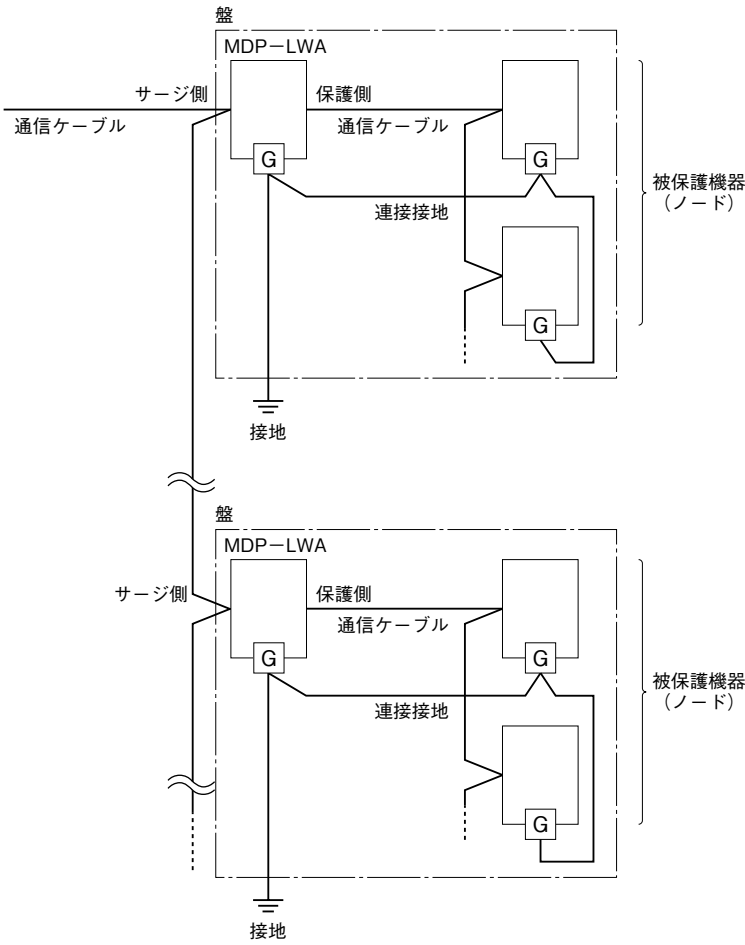 盤
MDP－LWA
サージ側
保護側
通信ケーブル
通信ケーブル
G
G
連接接地
被保護機器
（ノード）
G
接地
盤
MDP－LWA
サージ側
保護側
通信ケーブル
G
G
連接接地
被保護機器
（ノード）
G
接地